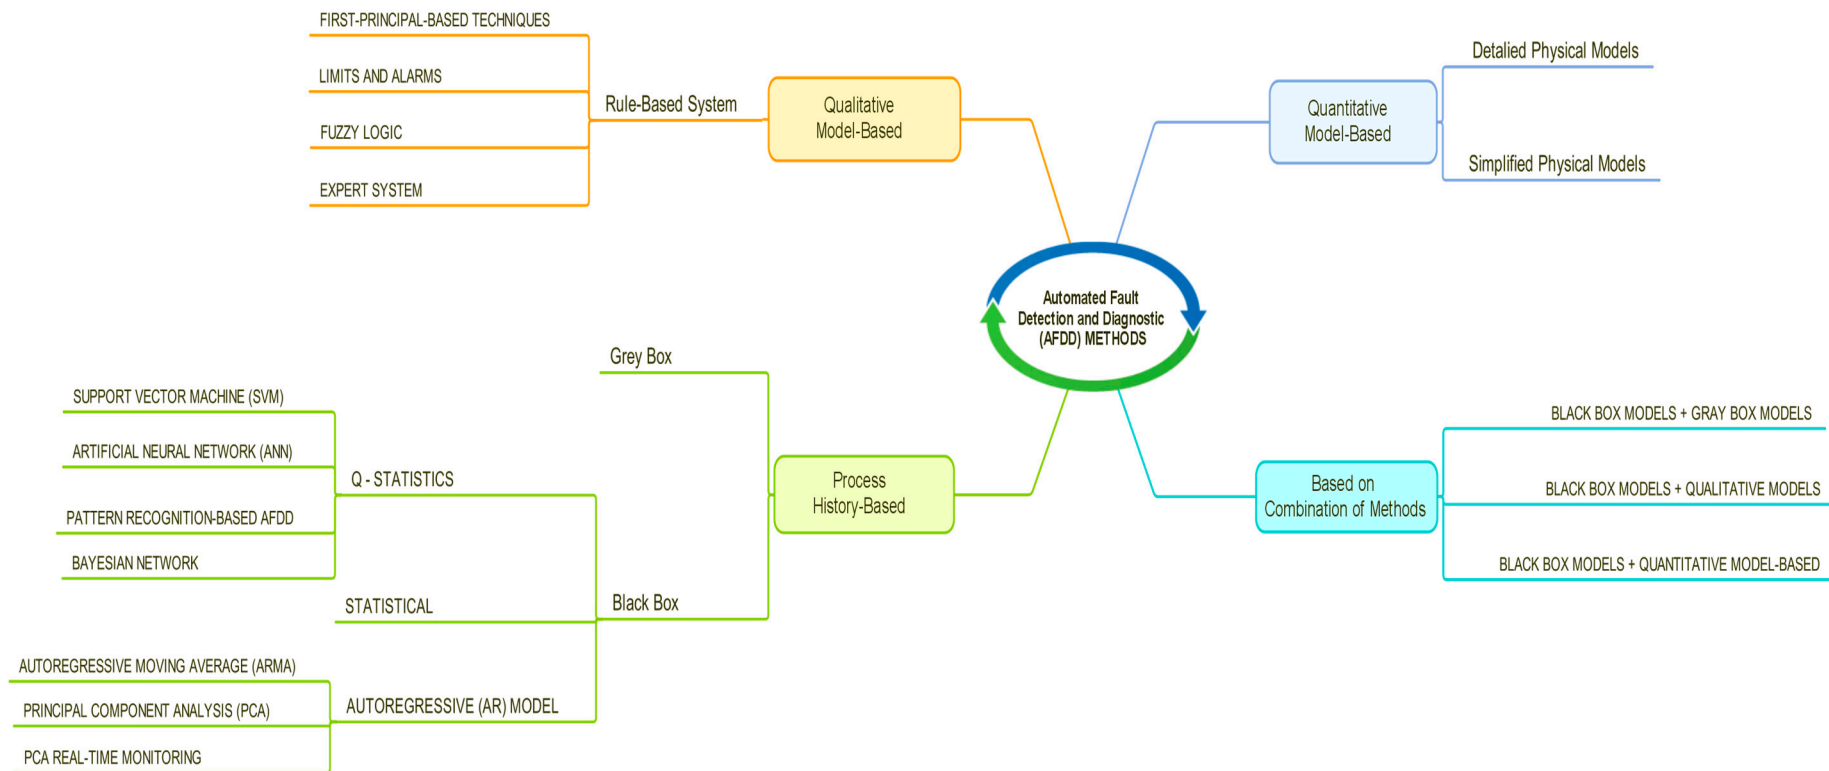 FIRST-PRINCIPAL-BASED TECHNIQUES
LIMITS AND ALARMS
FUZZY LOGIC
EXPERT SYSTEM
Rule-Based System
Qualitative
Model-Based
Quantitative
Model-Based
Detalied Physical Models
Simplified Physical Models
Automated Fault
Detection and Diagnostic
(AFDD) METHODS
Grey Box
Process
History-Based
Black Box
SUPPORT VECTOR MACHINE (SVM)
ARTIFICIAL NEURAL NETWORK (ANN)
Q - STATISTICS
PATTERN RECOGNITION-BASED AFDD
BAYESIAN NETWORK
STATISTICAL
AUTOREGRESSIVE MOVING AVERAGE (ARMA)
PRINCIPAL COMPONENT ANALYSIS (PCA)
AUTOREGRESSIVE (AR) MODEL
PCA REAL-TIME MONITORING
Based on
Combination of Methods
BLACK BOX MODELS + GRAY BOX MODELS
BLACK BOX MODELS + QUALITATIVE MODELS
BLACK BOX MODELS + QUANTITATIVE MODEL-BASED